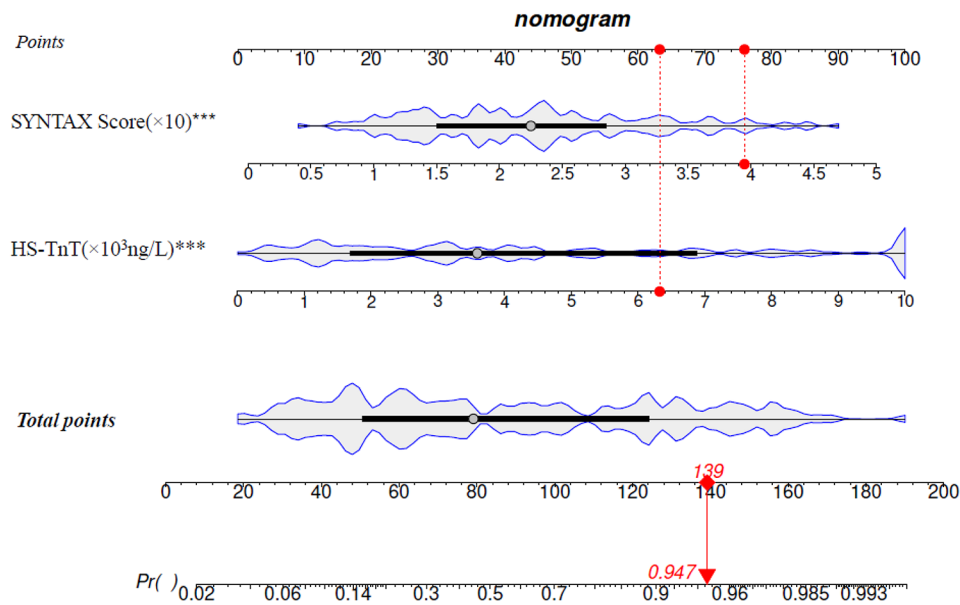 nomogram
Points
0 10 20 30 40 50 60 70 80 90 100
SYNTAX Score(×10)***
0 0.5 1 1.5 2 2.5 3 3.5 4 4.5 5
HS-TnT(×10³ng/L)***
0 1 2 3 4 5 6 7 8 9 10
Total points
139
0 20 40 60 80 100 120 140 160 180 200
0.947
Pr( )
0.02 0.06 0.14 0.3 0.5 0.7 0.9 0.96 0.985 0.993